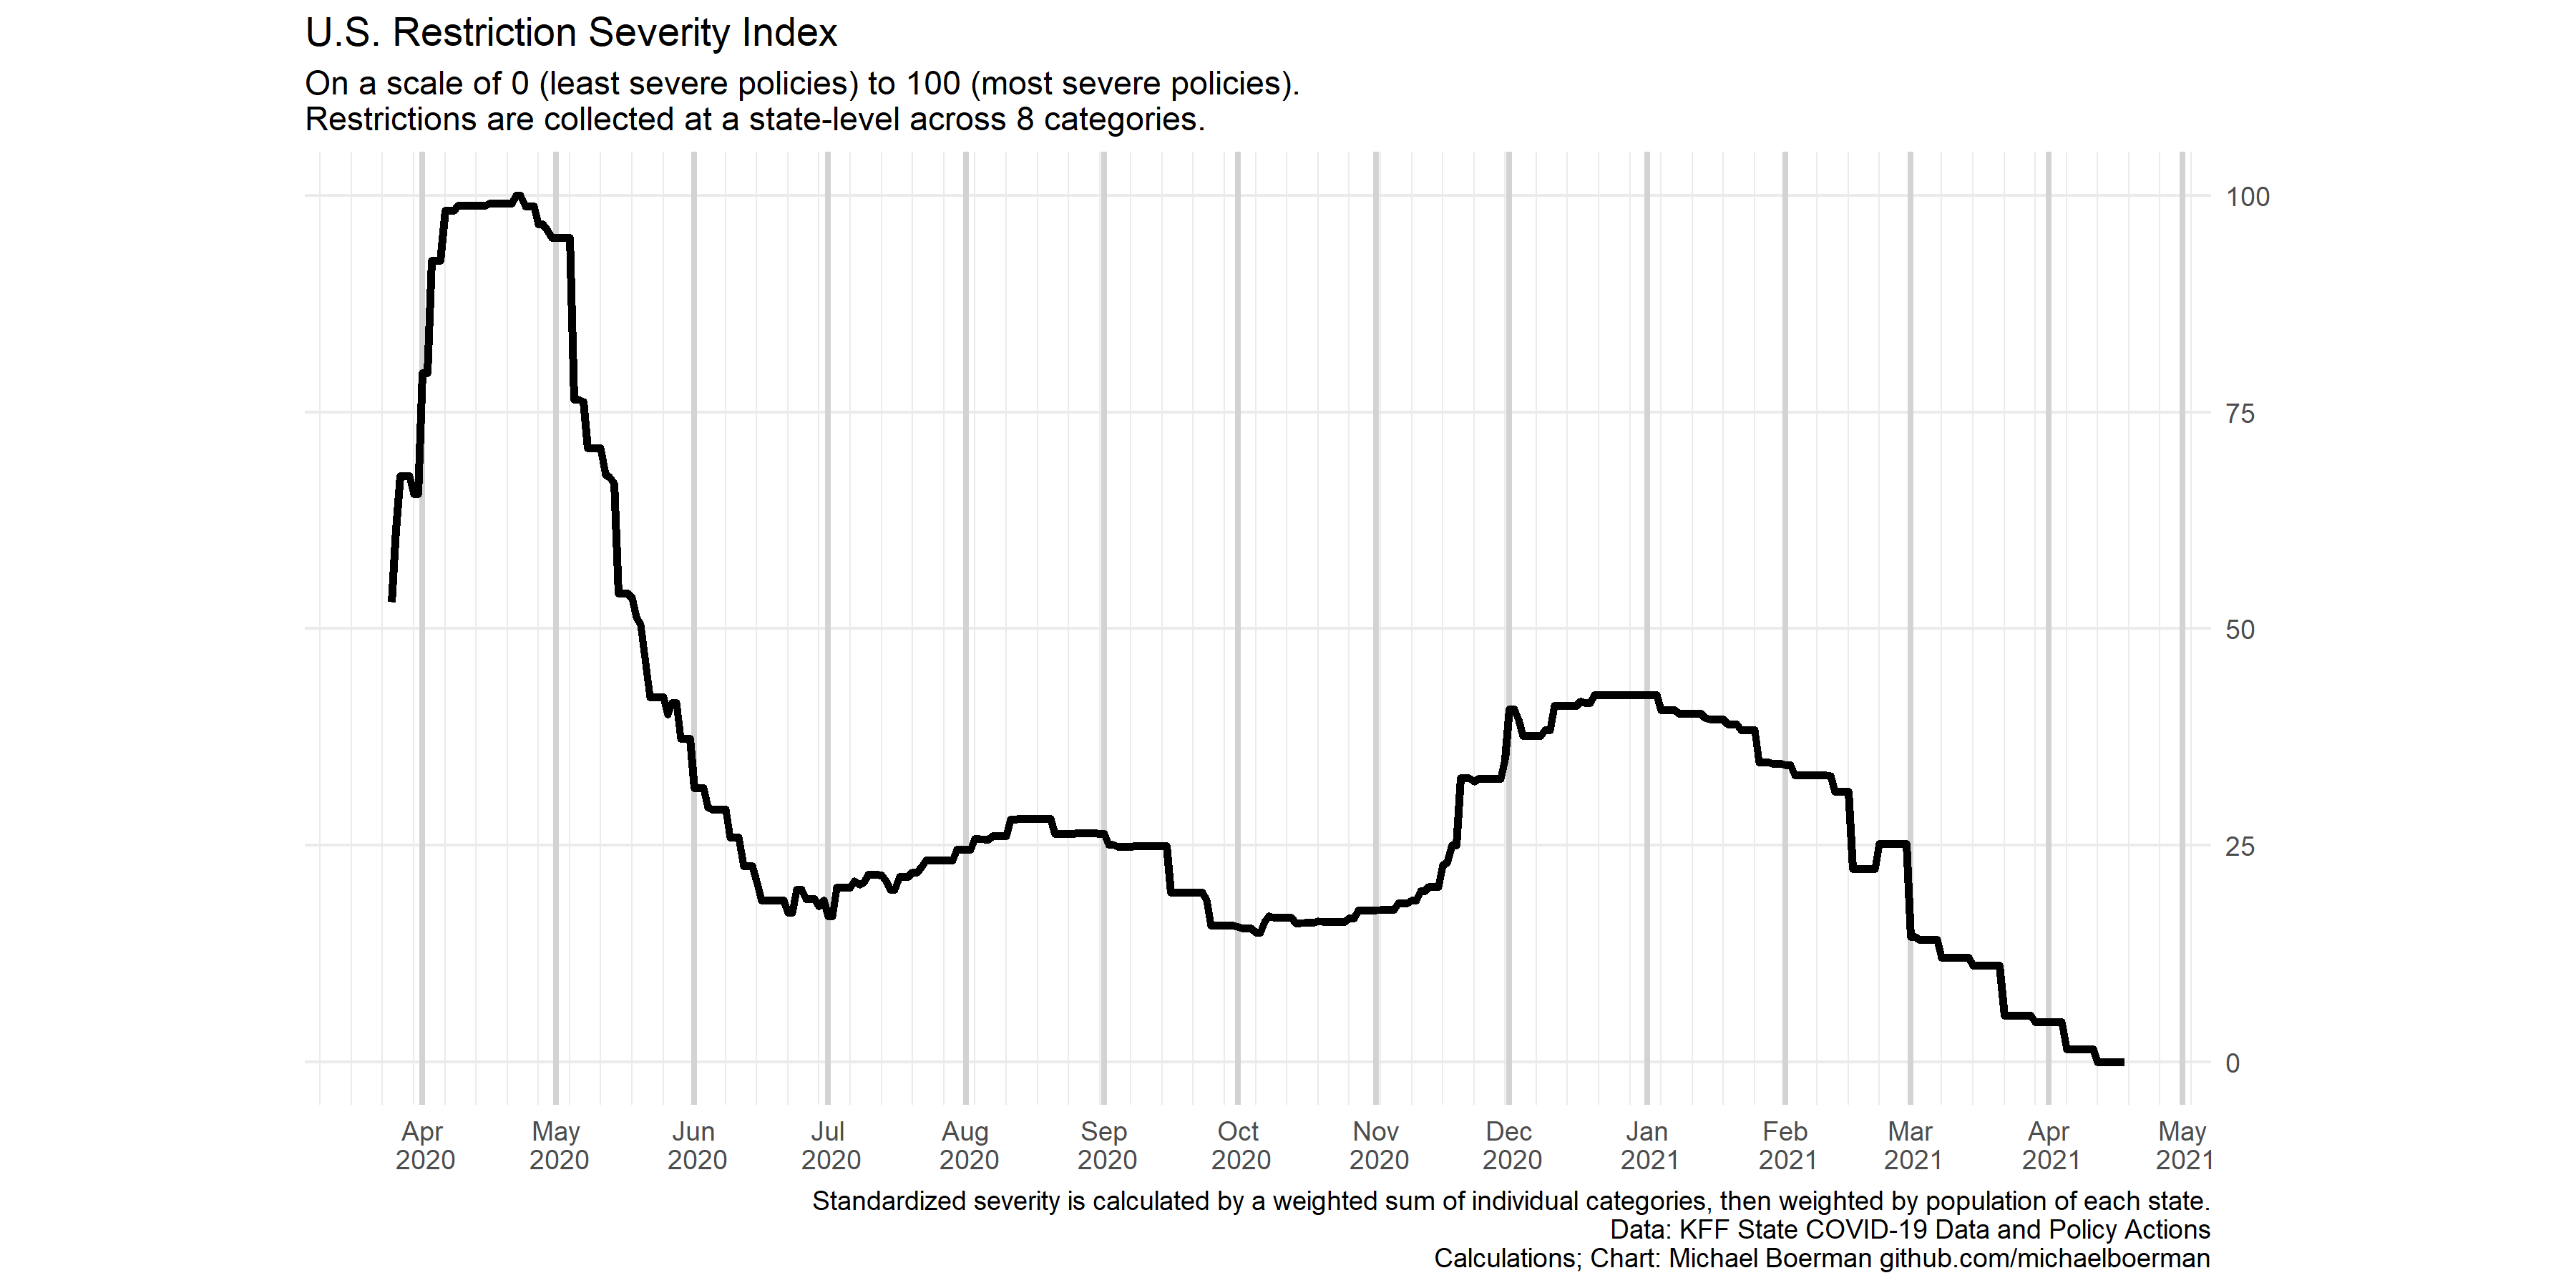 U.S. Restriction Severity Index
On a scale of 0 (least severe policies) to 100 (most severe policies).
Restrictions are collected at a state-level across 8 categories.
100
75
50
25
0
Apr May Jun Jul Aug Sep Oct Nov Dec Jan Feb Mar Apr May
2020 2020 2020 2020 2020 2020 2020 2020 2020 2021 2021 2021 2021 2021
Standardized severity is calculated by a weighted sum of individual categories, then weighted by population of each state.
Data: KFF State COVID-19 Data and Policy Actions
Calculations; Chart: Michael Boerman github.com/michaelboerman